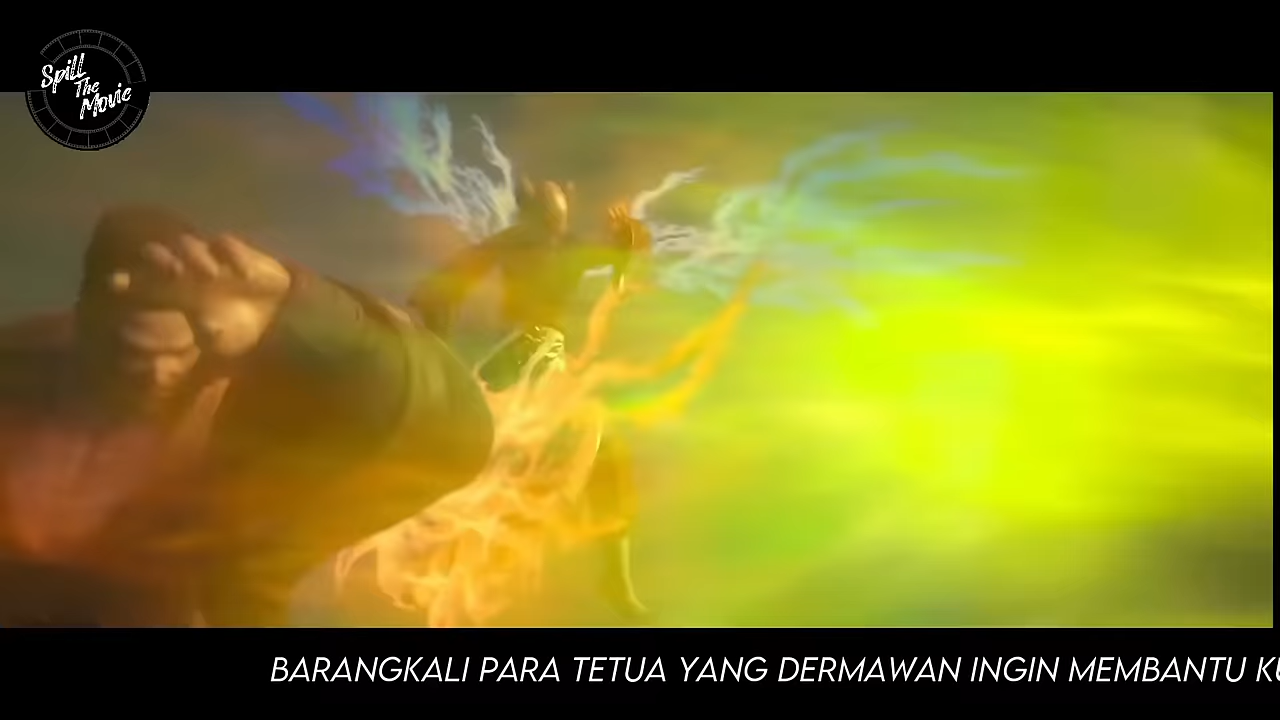 Spill
The
Movie
BARANGKALI PARA TETUA YANG DERMAWAN INGIN MEMBANTU